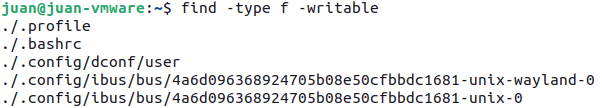 juan@juan-vmware:~$ find -type f -writable
./.profile
./.bashrc
./.config/dconf/user
./.config/ibus/bus/4a6d096368924705b08e50cfbbdc1681-unix-wayland-0
./.config/ibus/bus/4a6d096368924705b08e50cfbbdc1681-unix-0